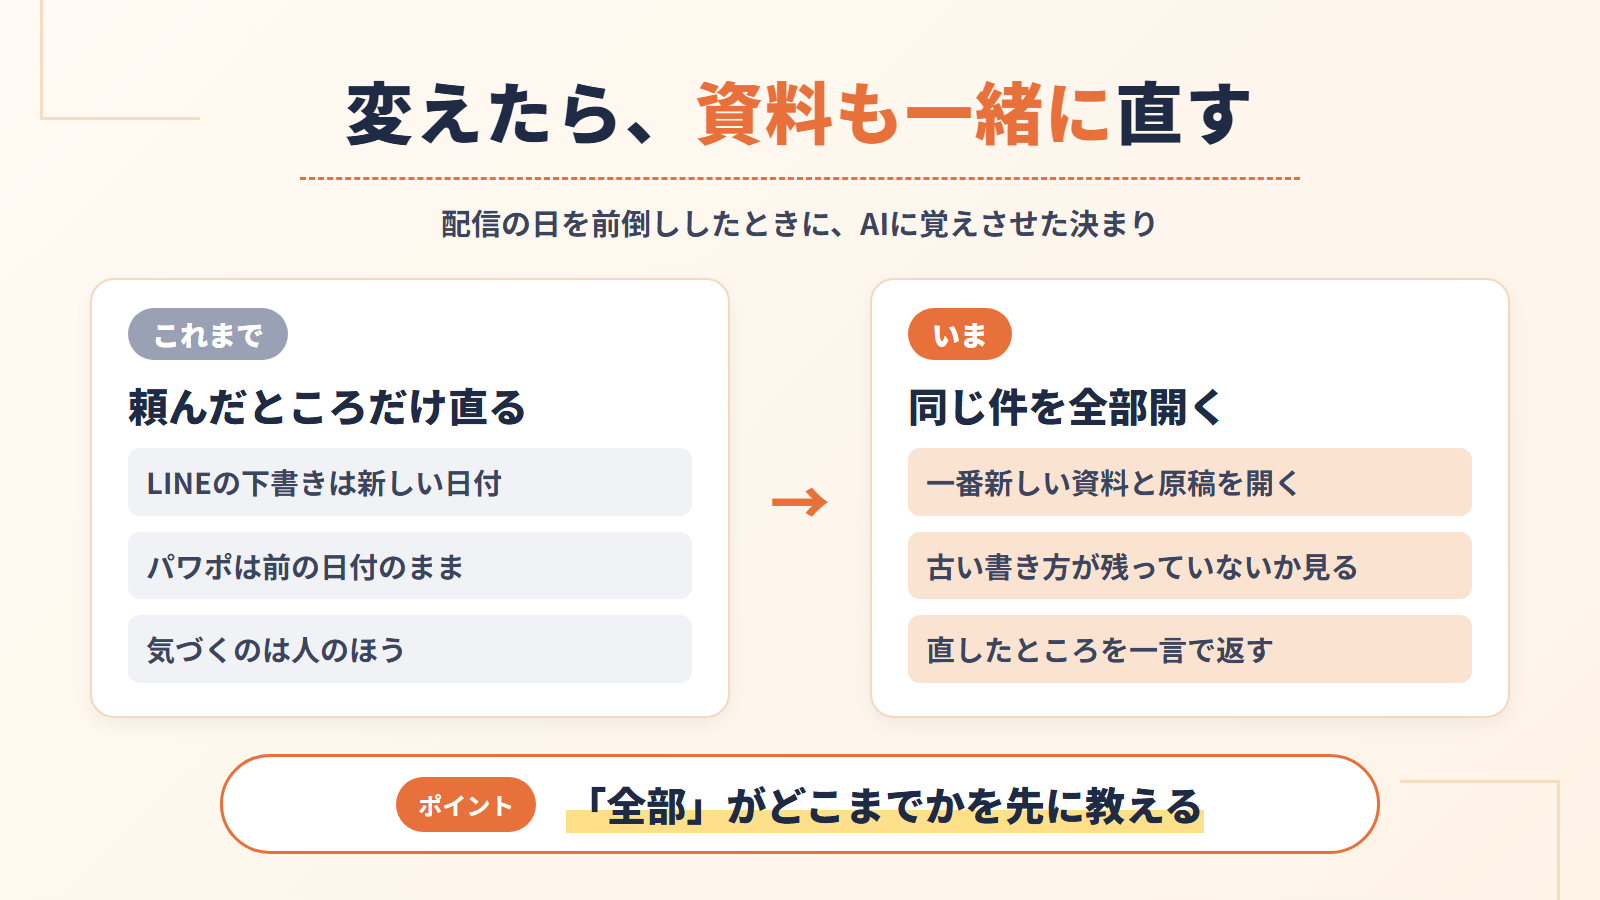 変えたら、資料も一緒に直す
配信の日を前倒ししたときに、AIに覚えさせた決まり
これまで
頼んだところだけ直る
LINEの下書きは新しい日付
パワポは前の日付のまま
気づくのは人のほう
→
いま
同じ件を全部開く
一番新しい資料と原稿を開く
古い書き方が残っていないか見る
直したところを一言で返す
ポイント
「全部」がどこまでかを先に教える